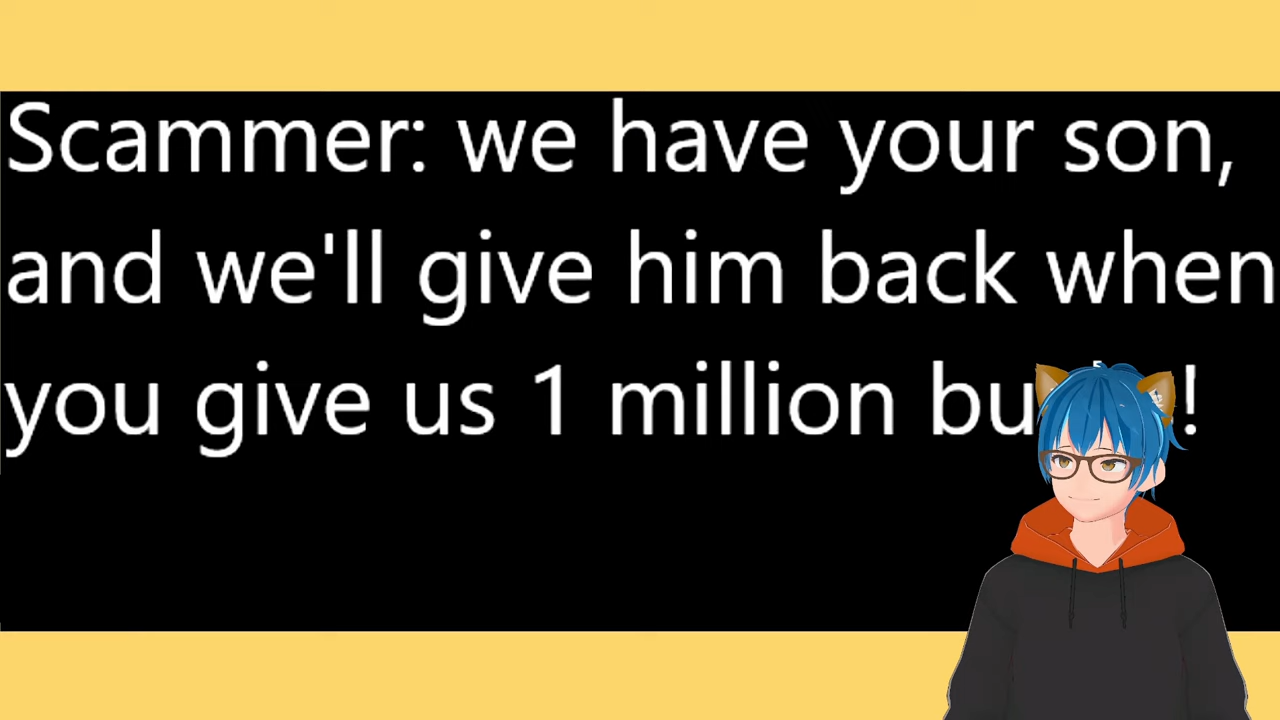 Scammer: we have your son,
and we'll give him back when
you give us 1 million